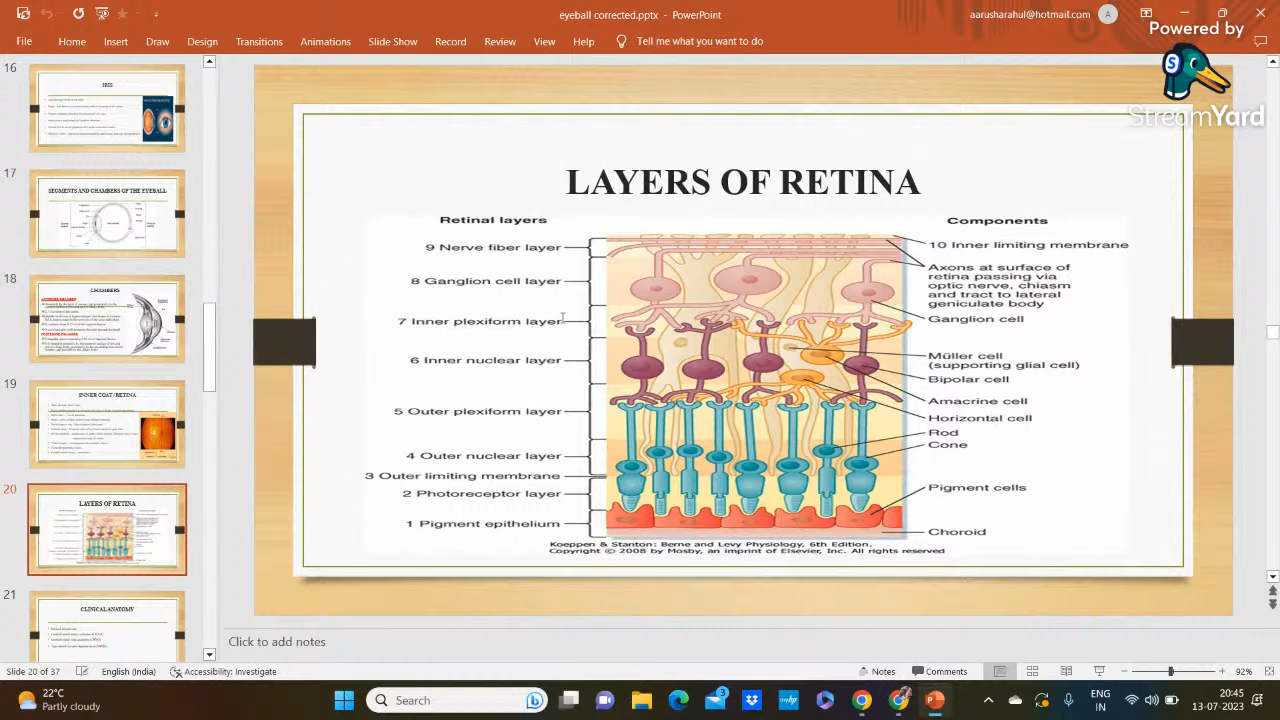 eyeball corrected.pptx - PowerPoint
aarusharahul@hotmail.com
Powered by
StreamYard
File Home Insert Draw Design Transitions Animations Slide Show Record Review View Help Tell me what you want to do
16
IRIS
17
SEGMENTS AND CHAMBERS OF THE EYEBALL
18
CHAMBERS
19
INNER COAT/RETINA
20
LAYERS OF RETINA
21
CLINICAL ANATOMY
LAYERS OF RETINA
Retinal layers
9 Nerve fiber layer
8 Ganglion cell layer
7 Inner plexiform layer
6 Inner nuclear layer
5 Outer plexiform layer
4 Outer nuclear layer
3 Outer limiting membrane
2 Photoreceptor layer
1 Pigment epithelium
Components
10 Inner limiting membrane
Axons at surface of
retina passing via
optic nerve, chiasm
and tract to lateral
geniculate body
Ganglion cell
Müller cell
(supporting glial cell)
Bipolar cell
Amacrine cell
Horizontal cell
Rod
Cone
Pigment cells
Choroid
Koeppen & Stanton: Berne and Levy Physiology, 6th Edition.
Copyright © 2008 by Mosby, an imprint of Elsevier, Inc. All rights reserved
Click to add notes
Slide 20 of 37 English (India) Accessibility: Investigate Notes Comments 92%
22°C
Partly cloudy
Search
3
ENG
IN
20:45
13-07-2023